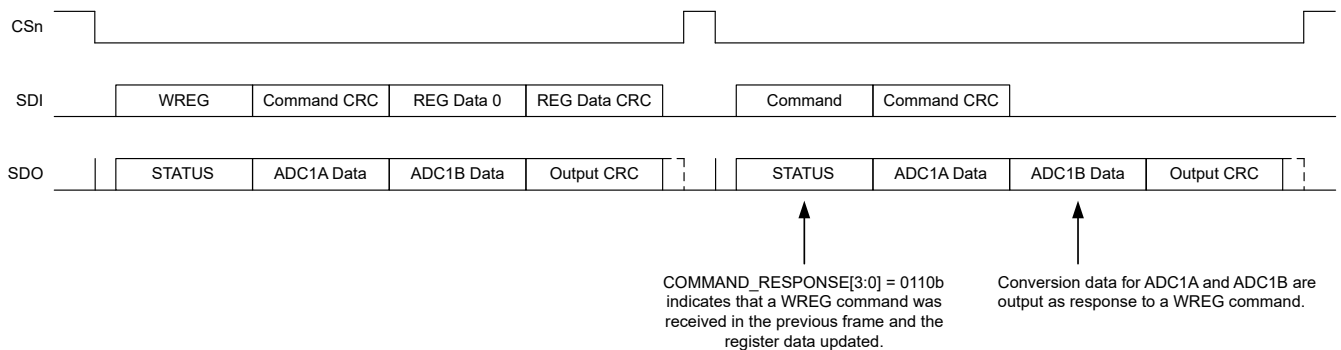 CSn
SDI
WREG
Command CRC
REG Data 0
REG Data CRC
Command
Command CRC
SDO
STATUS
ADC1A Data
ADC1B Data
Output CRC
STATUS
ADC1A Data
ADC1B Data
Output CRC
COMMAND_RESPONSE[3:0] = 0110b
indicates that a WREG command was
received in the previous frame and the
register data updated.
Conversion data for ADC1A and ADC1B are
output as response to a WREG command.